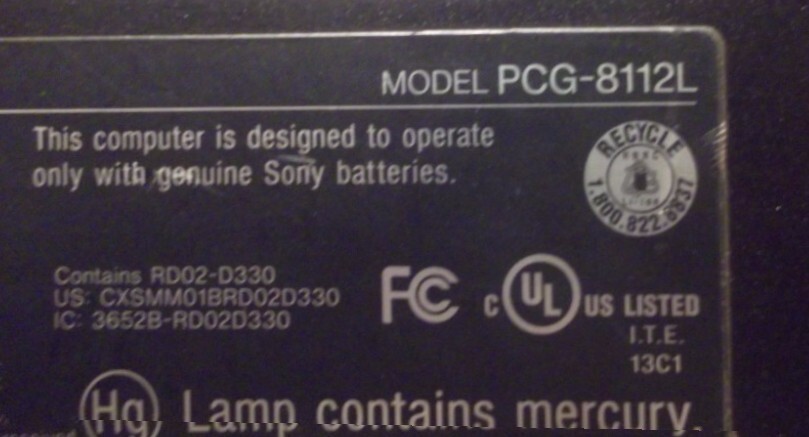 MODEL PCG-8112L
This computer is designed to operate
only with genuine Sony batteries.
RECYCLE
1.800.822.8837
Contains RD02-D330
US: CXSMM01BRD02D330
IC: 3652B-RD02D330
FC
C UL US LISTED
I.T.E.
13C1
Hg Lamp contains mercury.